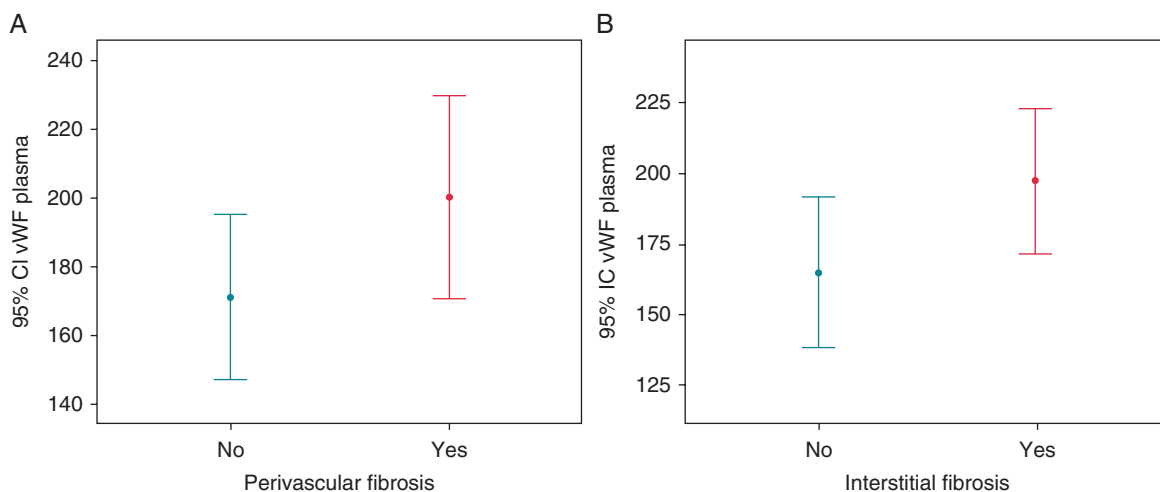 A
95% CI vWF plasma
240
220
200
180
160
140
No
Yes
Perivascular fibrosis
B
95% IC vWF plasma
225
200
175
150
125
No
Yes
Interstitial fibrosis